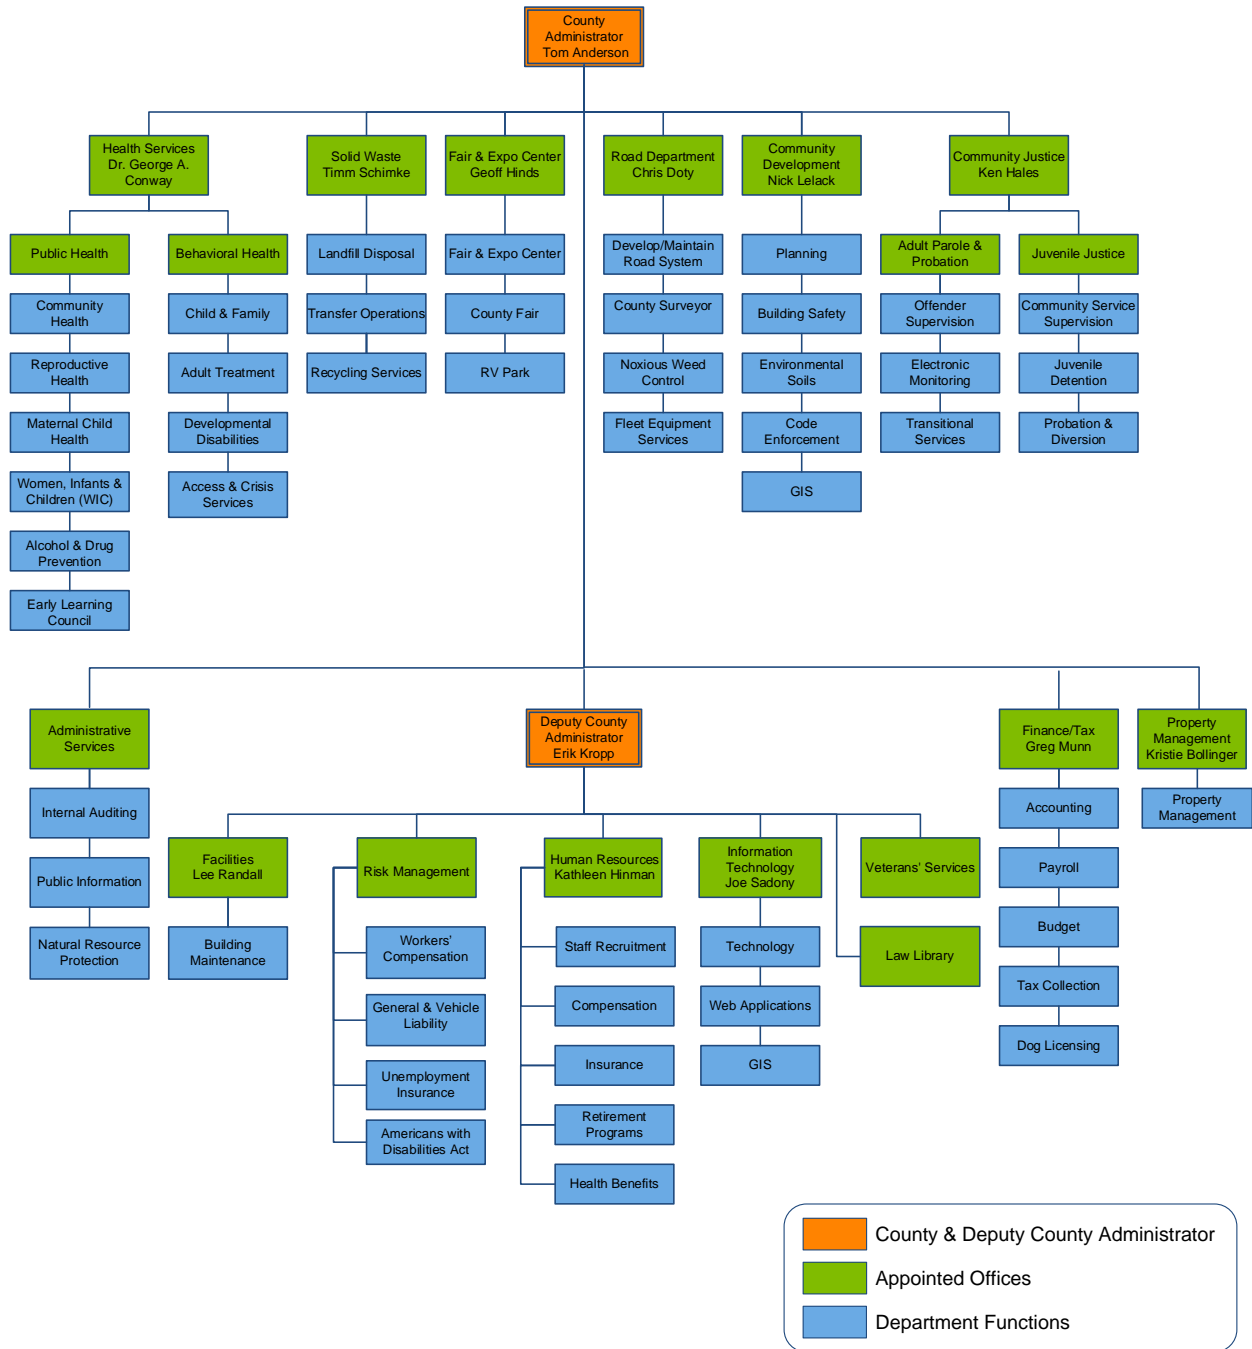 County
Administrator
Tom Anderson
Health Services
Dr. George A.
Conway
Solid Waste
Timm Schimke
Fair & Expo Center
Geoff Hinds
Road Department
Chris Doty
Community
Development
Nick Lelack
Community Justice
Ken Hales
Public Health
Behavioral Health
Landfill Disposal
Fair & Expo Center
Develop/Maintain
Road System
Planning
Adult Parole &
Probation
Juvenile Justice
Community
Health
Child & Family
Transfer Operations
County Fair
County Surveyor
Building Safety
Offender
Supervision
Community Service
Supervision
Reproductive
Health
Adult Treatment
Recycling Services
RV Park
Noxious Weed
Control
Environmental
Soils
Electronic
Monitoring
Juvenile
Detention
Maternal Child
Health
Developmental
Disabilities
Fleet Equipment
Services
Code
Enforcement
Transitional
Services
Probation &
Diversion
Women, Infants &
Children (WIC)
Access & Crisis
Services
GIS
Alcohol & Drug
Prevention
Early Learning
Council
Administrative
Services
Deputy County
Administrator
Erik Kropp
Finance/Tax
Greg Munn
Property
Management
Kristie Bollinger
Internal Auditing
Accounting
Property
Management
Public Information
Facilities
Lee Randall
Risk Management
Human Resources
Kathleen Hinman
Information
Technology
Joe Sadony
Veterans’ Services
Payroll
Natural Resource
Protection
Building
Maintenance
Workers’
Compensation
Staff Recruitment
Technology
Law Library
Budget
General & Vehicle
Liability
Compensation
Web Applications
Tax Collection
Unemployment
Insurance
Insurance
GIS
Dog Licensing
Americans with
Disabilities Act
Retirement
Programs
Health Benefits
County & Deputy County Administrator
Appointed Offices
Department Functions